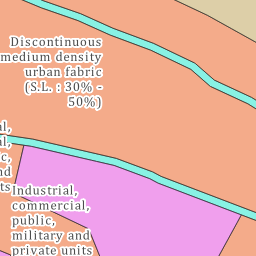 Discontinuous
medium density
urban fabric
(S.L. : 30% -
50%)
Industrial,
commercial,
public,
military and
private units